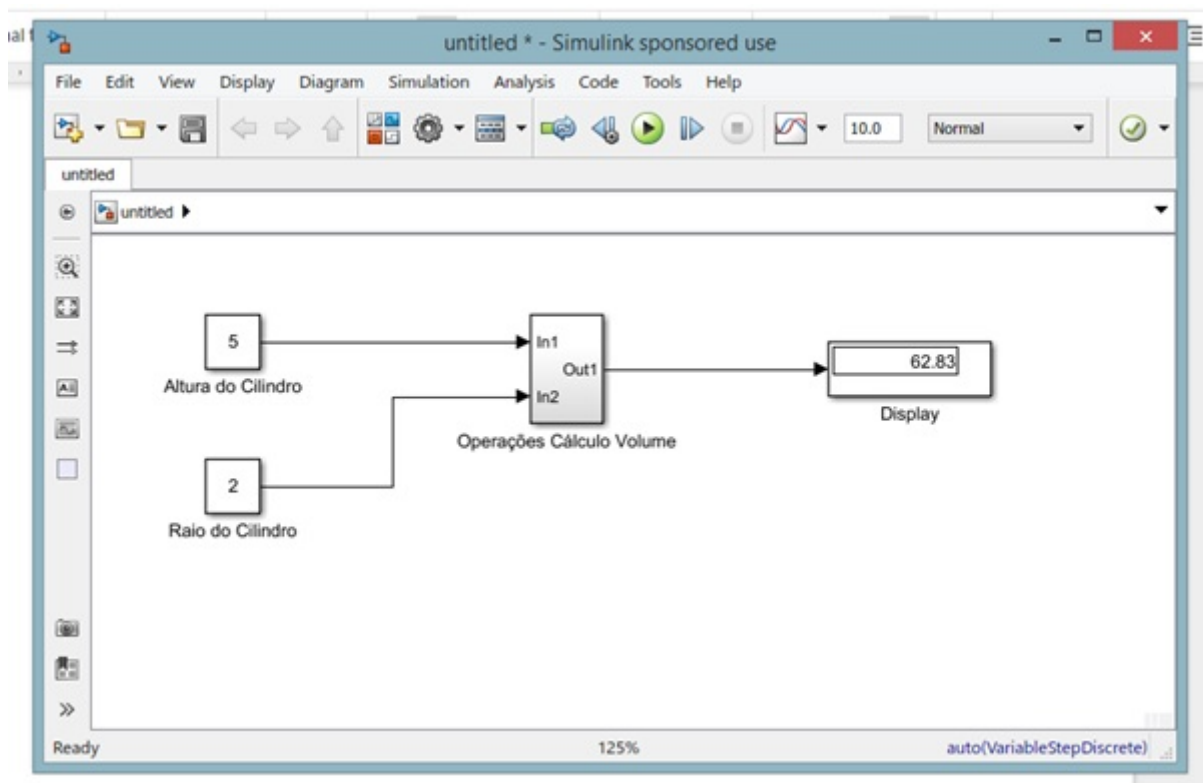 untitled * - Simulink sponsored use
File Edit View Display Diagram Simulation Analysis Code Tools Help
10.0 Normal
untitled
untitled
5
Altura do Cilindro
In1
Out1
In2
Operações Cálculo Volume
62.83
Display
2
Raio do Cilindro
Ready 125% auto(VariableStepDiscrete)